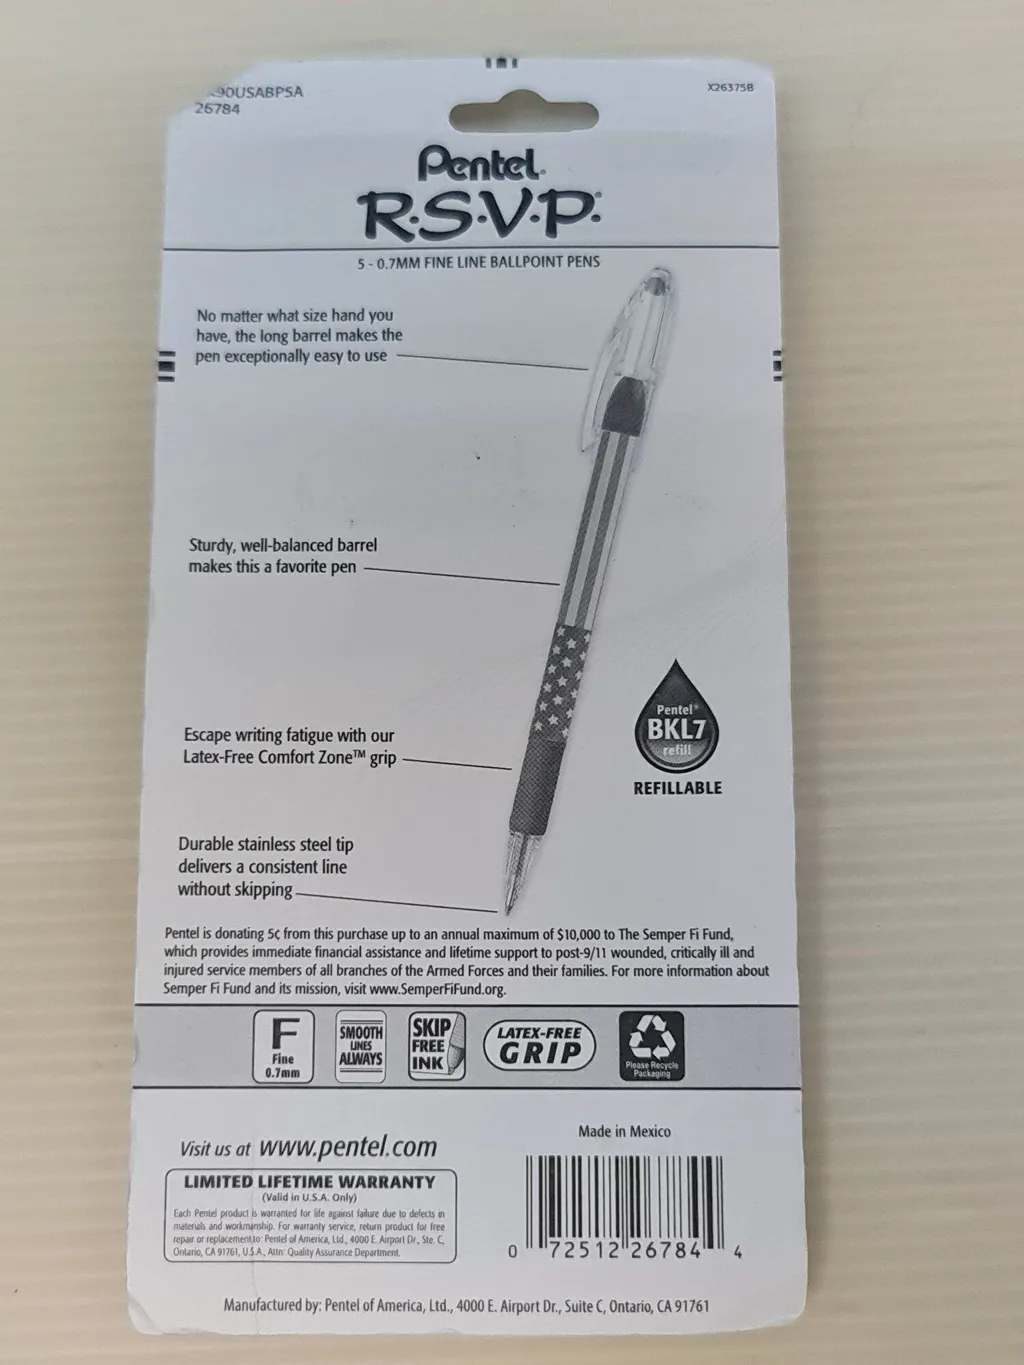 90USABPSA
26784
X26375B
Pentel®
R·S·V·P®
5 - 0.7MM FINE LINE BALLPOINT PENS
No matter what size hand you
have, the long barrel makes the
pen exceptionally easy to use
Sturdy, well-balanced barrel
makes this a favorite pen
Pentel®
BKL7
refill
REFILLABLE
Escape writing fatigue with our
Latex-Free Comfort Zone™ grip
Durable stainless steel tip
delivers a consistent line
without skipping
Pentel is donating 5¢ from this purchase up to an annual maximum of $10,000 to The Semper Fi Fund,
which provides immediate financial assistance and lifetime support to post-9/11 wounded, critically ill and
injured service members of all branches of the Armed Forces and their families. For more information about
Semper Fi Fund and its mission, visit www.SemperFiFund.org.
F
Fine
0.7mm
SMOOTH
LINES
ALWAYS
SKIP
FREE
INK
LATEX-FREE
GRIP
Please Recycle
Packaging
Visit us at www.pentel.com
LIMITED LIFETIME WARRANTY
(Valid in U.S.A. Only)
Each Pentel product is warranted for life against failure due to defects in
materials and workmanship. For warranty service, return product for free
repair or replacement to: Pentel of America, Ltd., 4000 E. Airport Dr., Ste. C,
Ontario, CA 91761, U.S.A., Attn: Quality Assurance Department.
Made in Mexico
0 72512 26784 4
Manufactured by: Pentel of America, Ltd., 4000 E. Airport Dr., Suite C, Ontario, CA 91761